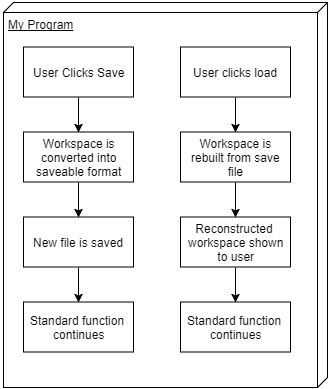 My Program
User Clicks Save
Workspace is
converted into
saveable format
New file is saved
Standard function
continues
User clicks load
Workspace is
rebuilt from save
file
Reconstructed
workspace shown
to user
Standard function
continues